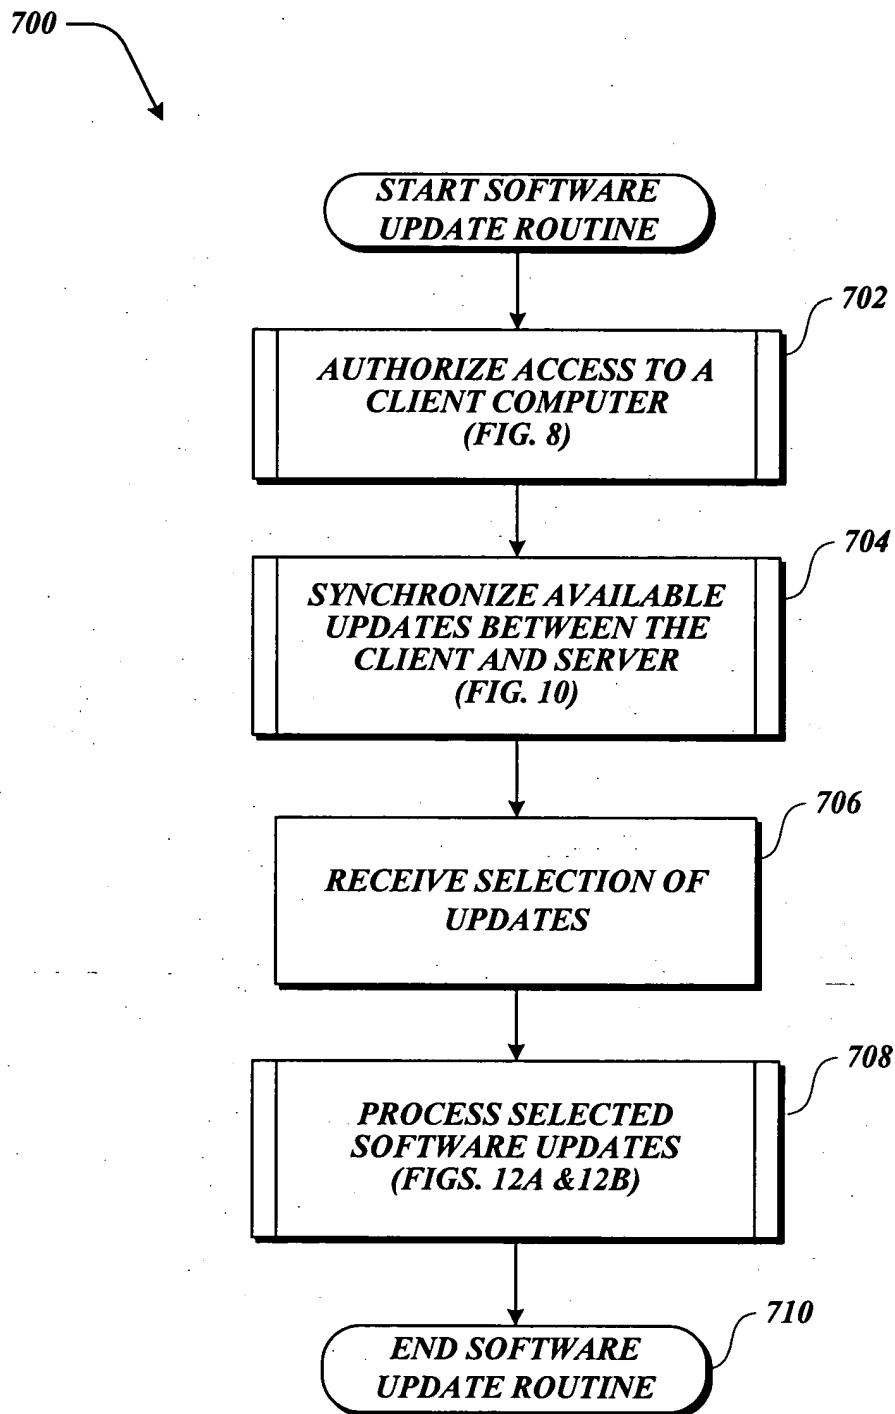 700
START SOFTWARE
UPDATE ROUTINE
702
AUTHORIZE ACCESS TO A
CLIENT COMPUTER
(FIG. 8)
704
SYNCHRONIZE AVAILABLE
UPDATES BETWEEN THE
CLIENT AND SERVER
(FIG. 10)
706
RECEIVE SELECTION OF
UPDATES
708
PROCESS SELECTED
SOFTWARE UPDATES
(FIGS. 12A &12B)
710
END SOFTWARE
UPDATE ROUTINE